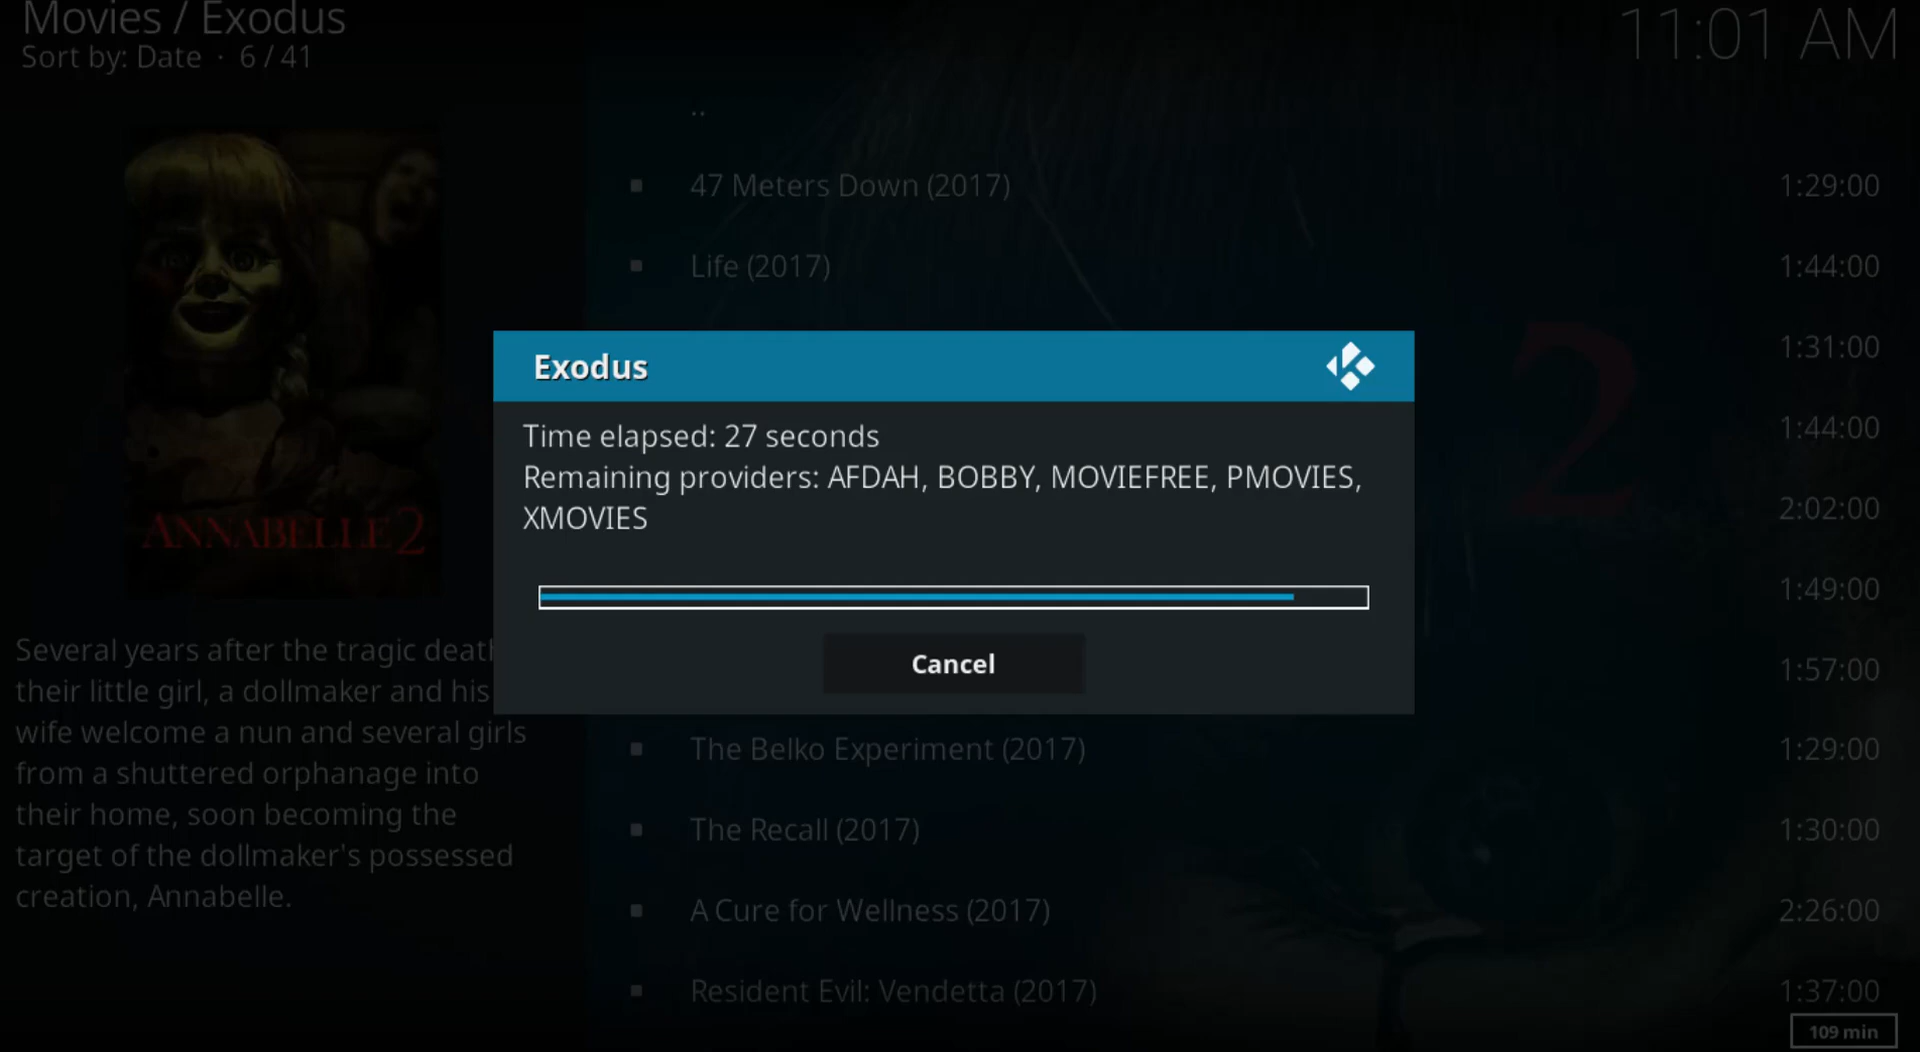 Movies / Exodus
Sort by: Date · 6 / 41
11:01 AM
..
47 Meters Down (2017)
1:29:00
Life (2017)
1:44:00
1:31:00
1:44:00
2:02:00
1:49:00
1:57:00
Exodus
Time elapsed: 27 seconds
Remaining providers: AFDAH, BOBBY, MOVIEFREE, PMOVIES,
XMOVIES
Cancel
2
ANNABELLE 2
Several years after the tragic death
their little girl, a dollmaker and his
wife welcome a nun and several girls
from a shuttered orphanage into
their home, soon becoming the
target of the dollmaker's possessed
creation, Annabelle.
The Belko Experiment (2017)
1:29:00
The Recall (2017)
1:30:00
A Cure for Wellness (2017)
2:26:00
Resident Evil: Vendetta (2017)
1:37:00
109 min